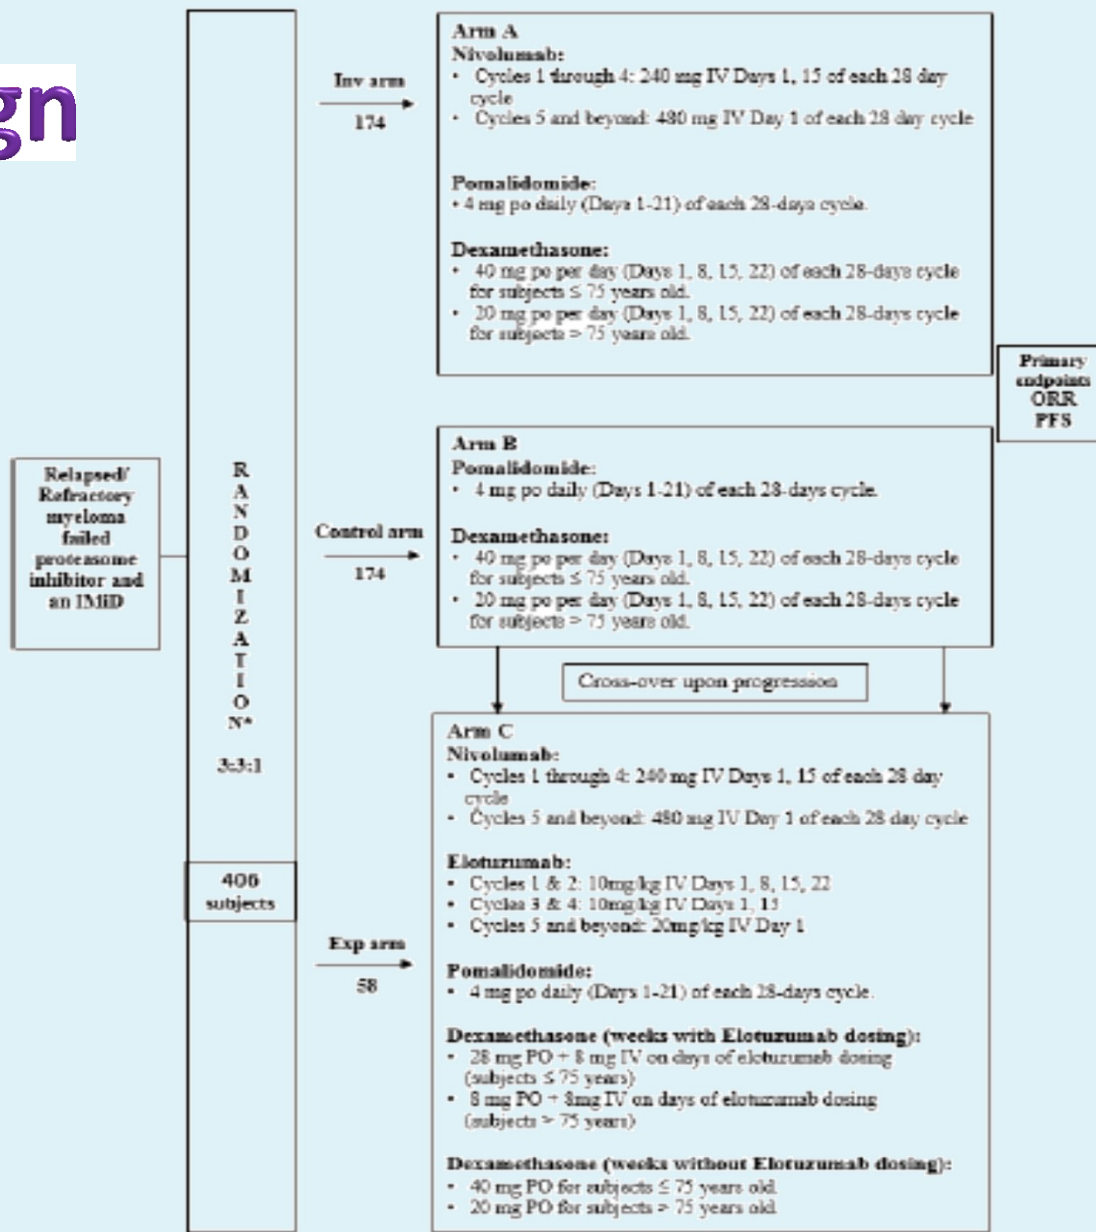 gn
Relapsed/
Refractory
myeloma
failed
proteasome
inhibitor and
an IMiD
R
A
N
D
O
M
I
Z
A
T
I
O
N*
3:3:1
406
subjects
Inv arm
174
Control arm
174
Exp arm
58
Arm A
Nivolumab:
• Cycles 1 through 4: 240 mg IV Days 1, 15 of each 28 day
cycle
• Cycles 5 and beyond: 480 mg IV Day 1 of each 28 day cycle
Pomalidomide:
• 4 mg po daily (Days 1-21) of each 28-days cycle.
Dexamethasone:
• 40 mg po per day (Days 1, 8, 15, 22) of each 28-days cycle
for subjects ≤ 75 years old.
• 20 mg po per day (Days 1, 8, 15, 22) of each 28-days cycle
for subjects > 75 years old.
Primary
endpoints
ORR
PFS
Arm B
Pomalidomide:
• 4 mg po daily (Days 1-21) of each 28-days cycle.
Dexamethasone:
• 40 mg po per day (Days 1, 8, 15, 22) of each 28-days cycle
for subjects ≤ 75 years old.
• 20 mg po per day (Days 1, 8, 15, 22) of each 28-days cycle
for subjects > 75 years old.
Cross-over upon progression
Arm C
Nivolumab:
• Cycles 1 through 4: 240 mg IV Days 1, 15 of each 28 day
cycle
• Cycles 5 and beyond: 480 mg IV Day 1 of each 28 day cycle
Elotuzumab:
• Cycles 1 & 2: 10mg/kg IV Days 1, 8, 15, 22
• Cycles 3 & 4: 10mg/kg IV Days 1, 15
• Cycles 5 and beyond: 20mg/kg IV Day 1
Pomalidomide:
• 4 mg po daily (Days 1-21) of each 28-days cycle.
Dexamethasone (weeks with Elotuzumab dosing):
• 28 mg PO + 8 mg IV on days of elotuzumab dosing
(subjects ≤ 75 years)
• 8 mg PO + 8mg IV on days of elotuzumab dosing
(subjects > 75 years)
Dexamethasone (weeks without Elotuzumab dosing):
• 40 mg PO for subjects ≤ 75 years old.
• 20 mg PO for subjects > 75 years old.